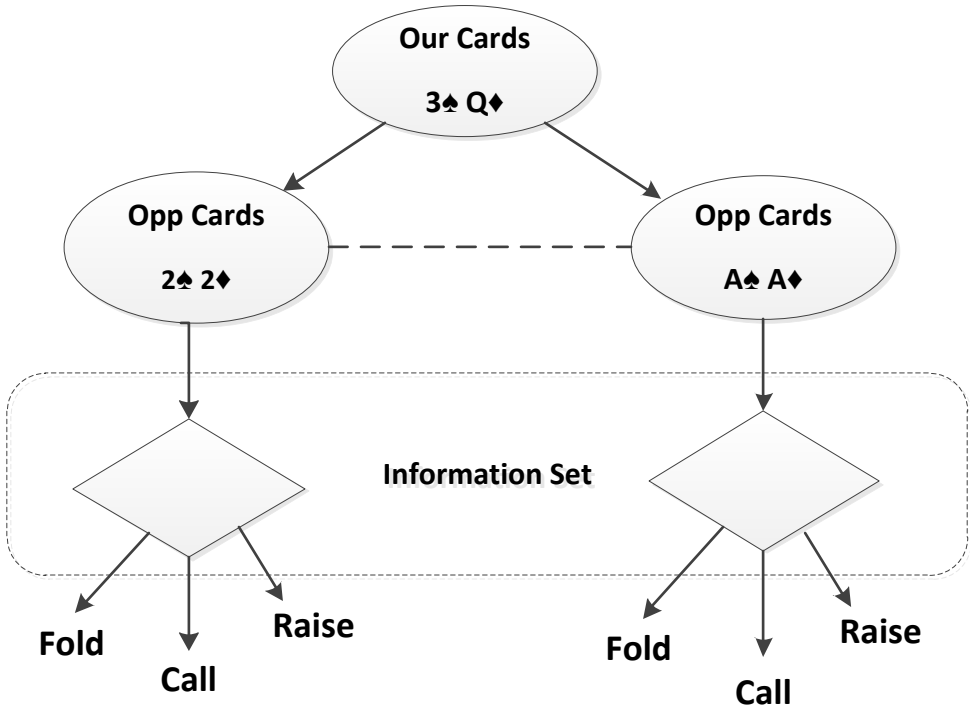 Our Cards
3♠ Q♦
Opp Cards
2♠ 2♦
Opp Cards
A♠ A♦
Information Set
Fold
Call
Raise
Fold
Call
Raise